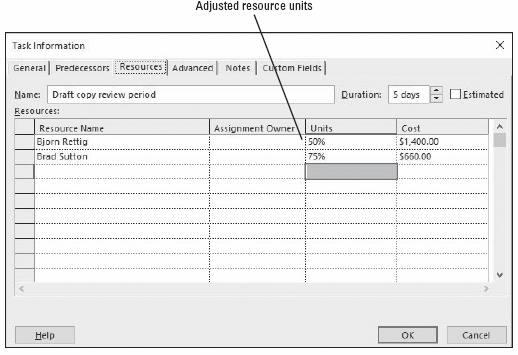 Adjusted resource units
Task Information
General Predecessors Resources Advanced Notes Custom Fields
Name: Draft copy review period Duration: 5 days Estimated
Resources:
Resource Name Assignment Owner Units Cost
Bjorn Rettig 50% $1,400.00
Brad Sutton 75% $660.00
Help OK Cancel